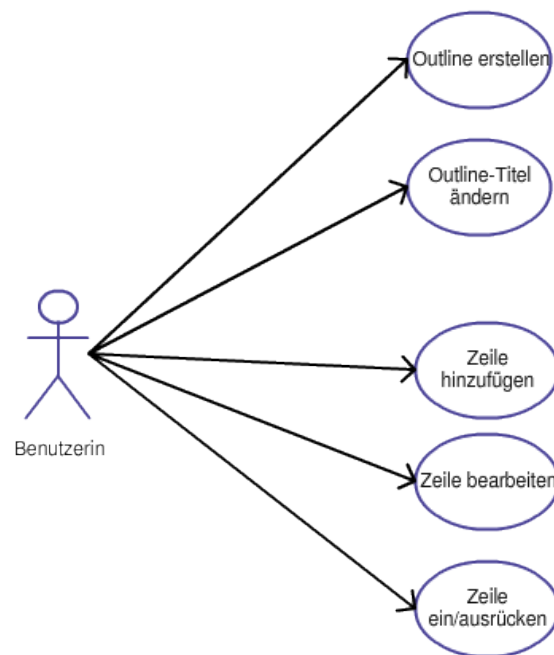 Outline erstellen
Outline-Titel
ändern
Zeile
hinzufügen
Benutzerin
Zeile bearbeiten
Zeile
ein/ausrücken